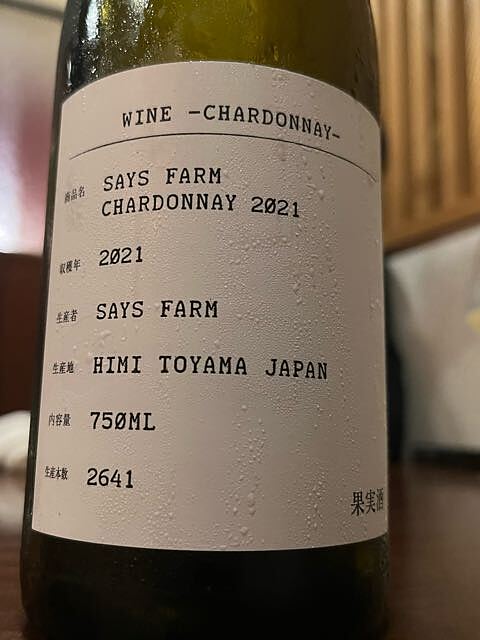 WINE -CHARDONNAY-
商品名 SAYS FARM
CHARDONNAY 2021
収穫年 2021
生産者 SAYS FARM
生産地 HIMI TOYAMA JAPAN
内容量 750ML
生産本数 2641
果実酒